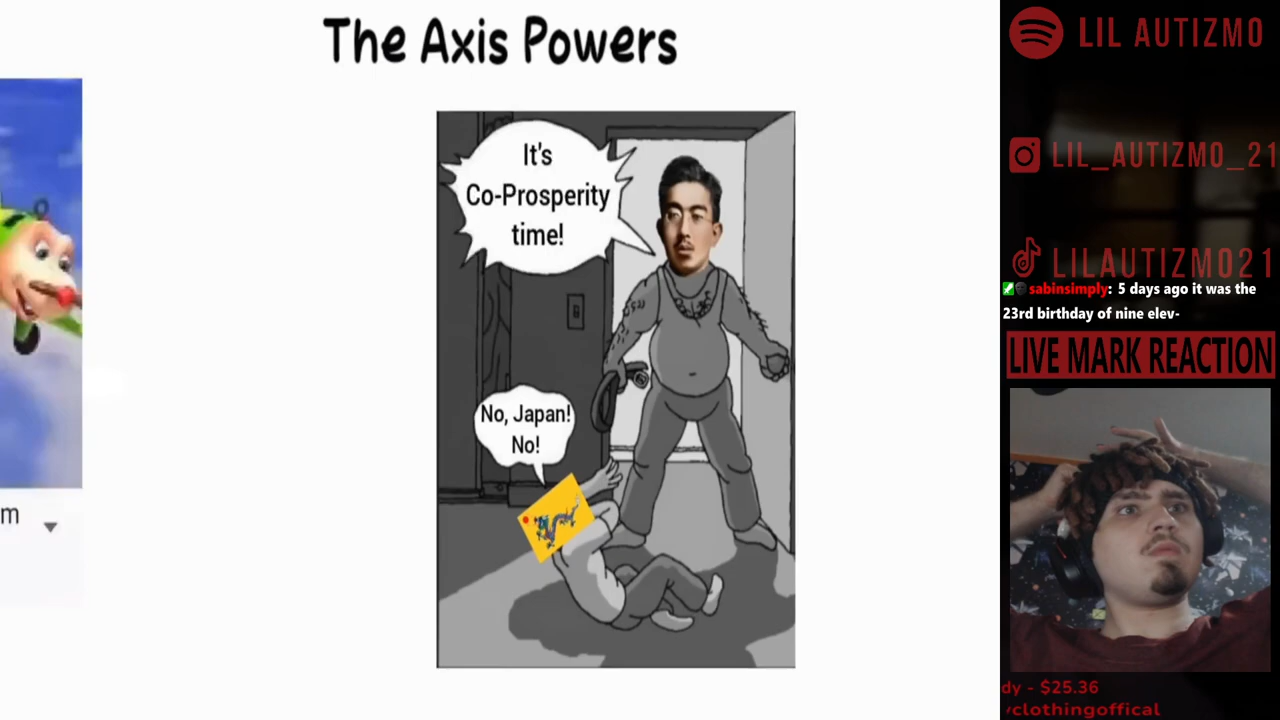 The Axis Powers
It's
Co-Prosperity
time!
No, Japan!
No!
m
LIL AUTIZMO
LIL_AUTIZMO_21
LILAUTIZMO21
sabinsimply: 5 days ago it was the
23rd birthday of nine elev-
LIVE MARK REACTION
dy - $25.36
yclothingoffical